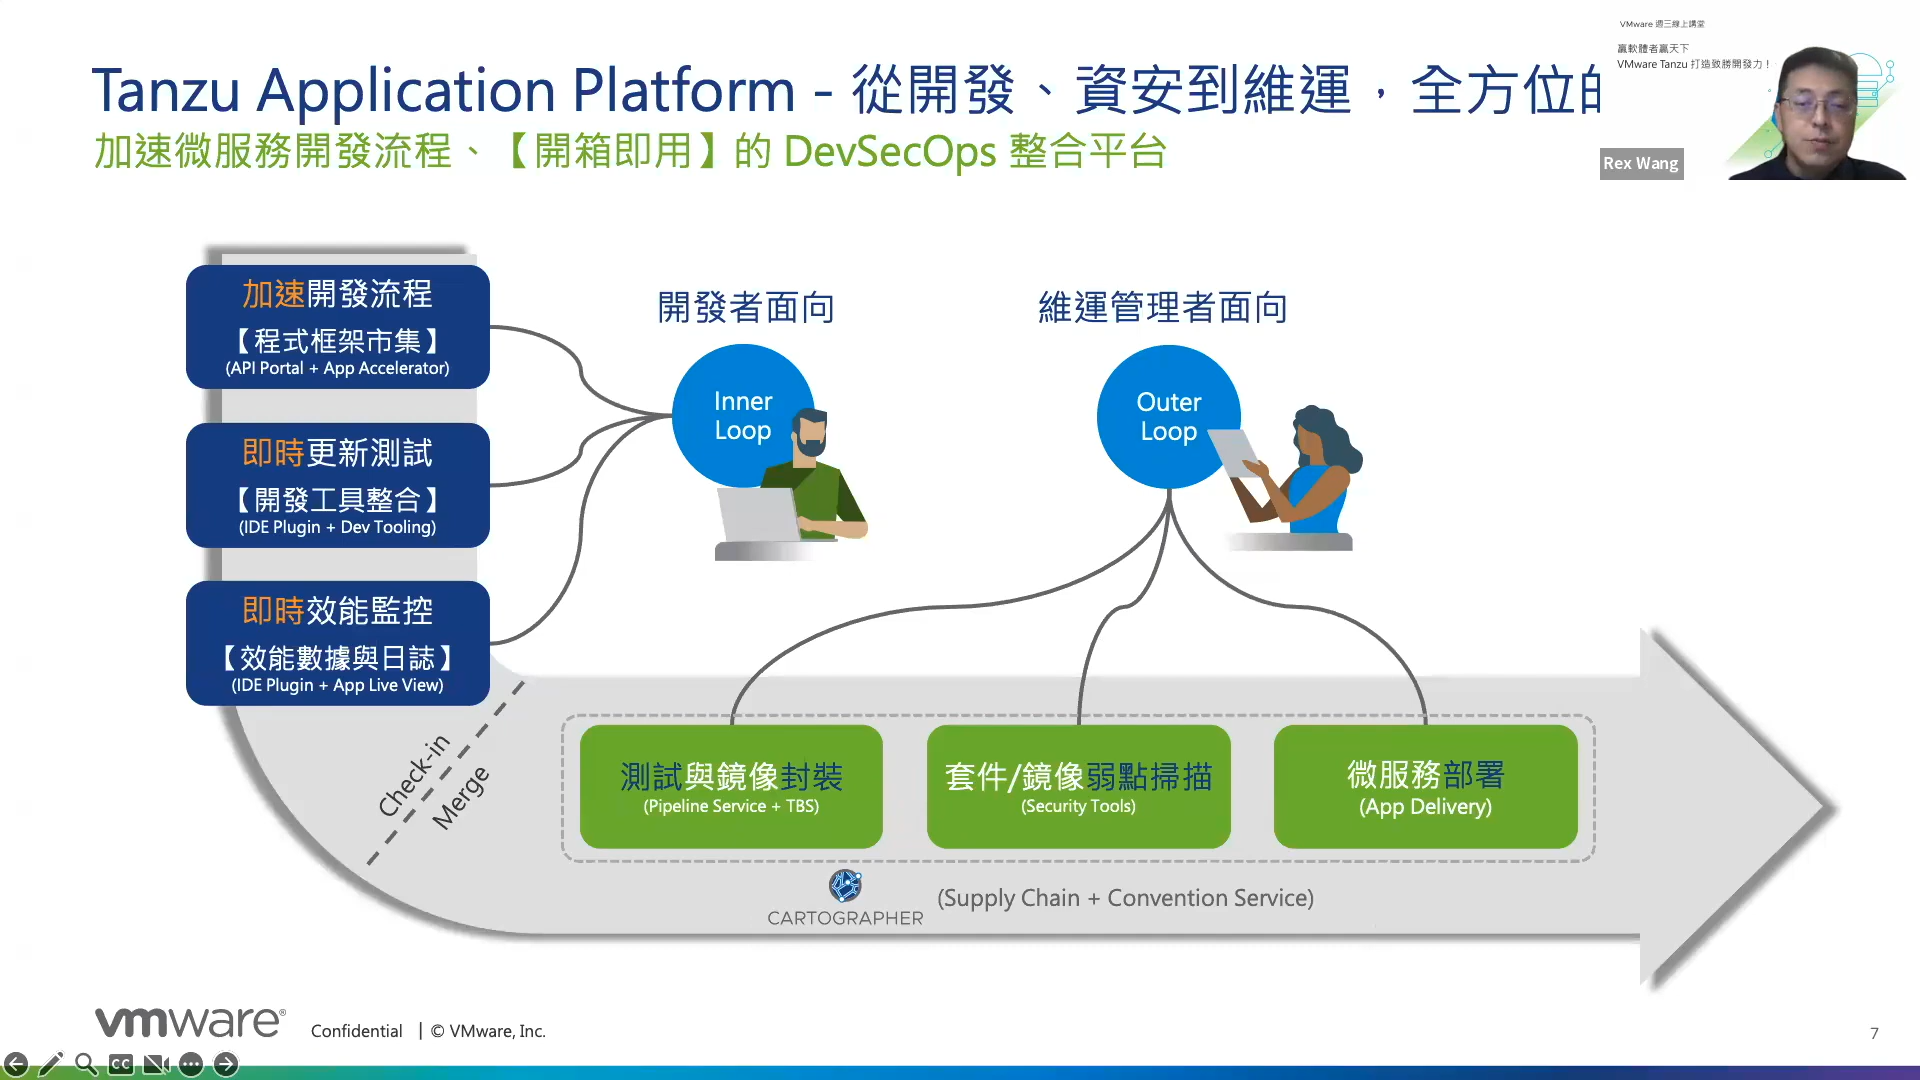 VMware 週三線上講堂
贏軟體者贏天下
VMware Tanzu 打造致勝開發力！
Rex Wang
Tanzu Application Platform - 從開發、資安到維運，全方位的
加速微服務開發流程、【開箱即用】的 DevSecOps 整合平台
加速開發流程
【程式框架市集】
(API Portal + App Accelerator)
即時更新測試
【開發工具整合】
(IDE Plugin + Dev Tooling)
即時效能監控
【效能數據與日誌】
(IDE Plugin + App Live View)
開發者面向
Inner
Loop
維運管理者面向
Outer
Loop
Check-in
Merge
測試與鏡像封裝
(Pipeline Service + TBS)
套件/鏡像弱點掃描
(Security Tools)
微服務部署
(App Delivery)
CARTOGRAPHER
(Supply Chain + Convention Service)
vmware®
Confidential | © VMware, Inc.
7
CC